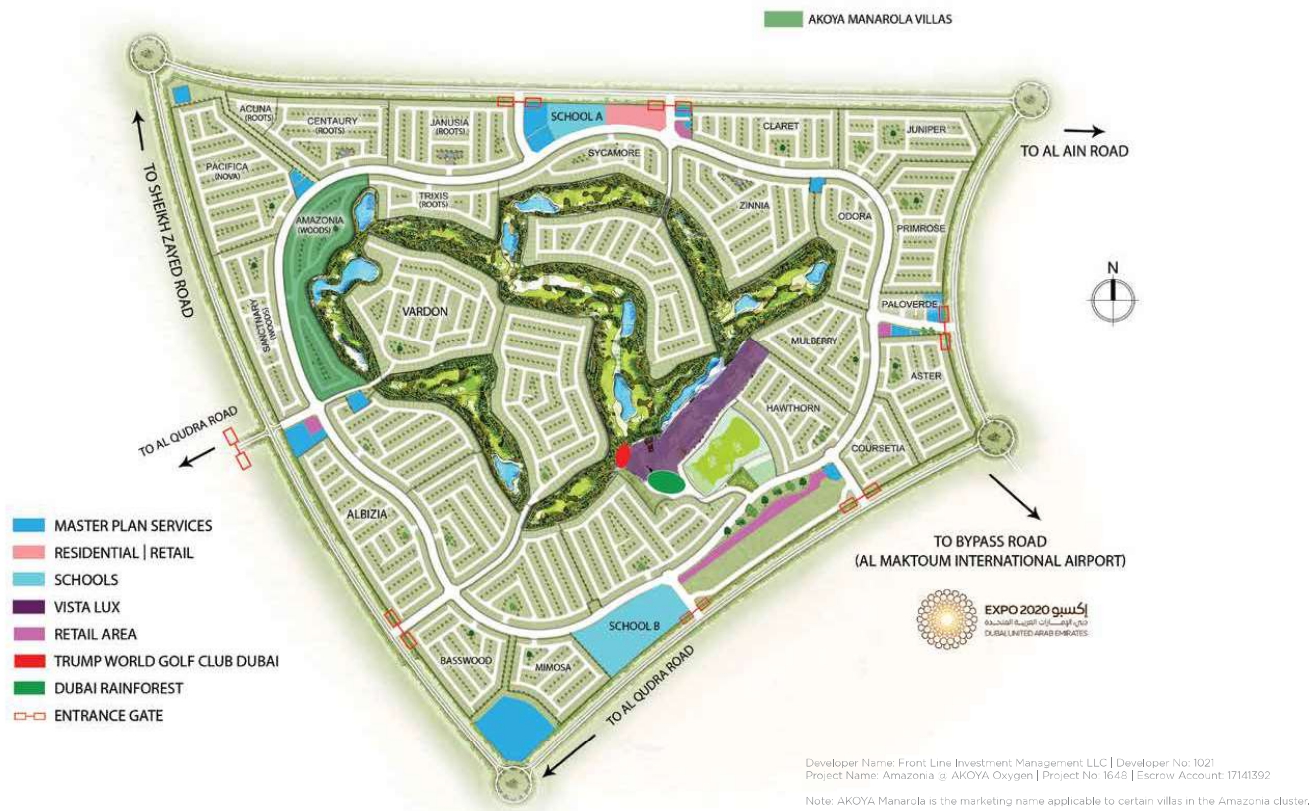 AKOYA MANAROLA VILLAS
ACUNA
(ROOTS)
CENTAURY
(ROOTS)
JANUSIA
(ROOTS)
SCHOOL A
CLARET
JUNIPER
TO AL AIN ROAD
PACIFICA
(NOVA)
SYCAMORE
TRIXIS
(ROOTS)
ZINNIA
ODORA
PRIMROSE
AMAZONIA
(WOODS)
TO SHEIKH ZAYED ROAD
N
SANCTNARY
(WOODS)
VARDON
PALOVERDE
MULBERRY
ASTER
HAWTHORN
COURSETIA
TO AL QUDRA ROAD
ALBIZIA
MASTER PLAN SERVICES
RESIDENTIAL | RETAIL
SCHOOLS
VISTA LUX
RETAIL AREA
TRUMP WORLD GOLF CLUB DUBAI
DUBAI RAINFOREST
ENTRANCE GATE
TO BYPASS ROAD
(AL MAKTOUM INTERNATIONAL AIRPORT)
EXPO 2020 إكسبو
دبي، الإمارات العربية المتحدة
DUBAI, UNITED ARAB EMIRATES
SCHOOL B
BASSWOOD
MIMOSA
TO AL QUDRA ROAD
Developer Name: Front Line Investment Management LLC | Developer No: 1021
Project Name: Amazonia @ AKOYA Oxygen | Project No: 1648 | Escrow Account: 17141392
Note: AKOYA Manarola is the marketing name applicable to certain villas in the Amazonia cluster.